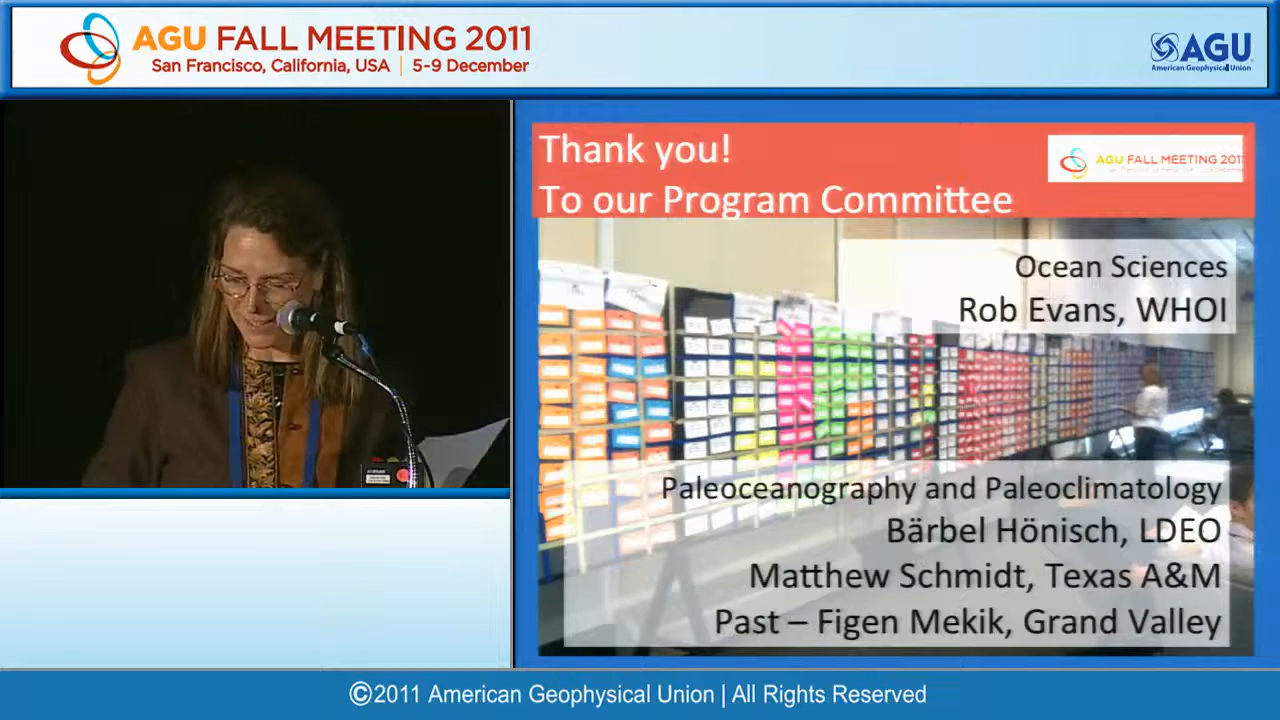 AGU FALL MEETING 2011
San Francisco, California, USA | 5-9 December
AGU
American Geophysical Union
Thank you!
To our Program Committee
AGU FALL MEETING 2011
Ocean Sciences
Rob Evans, WHOI
Paleoceanography and Paleoclimatology
Bärbel Hönisch, LDEO
Matthew Schmidt, Texas A&M
Past – Figen Mekik, Grand Valley
©2011 American Geophysical Union | All Rights Reserved